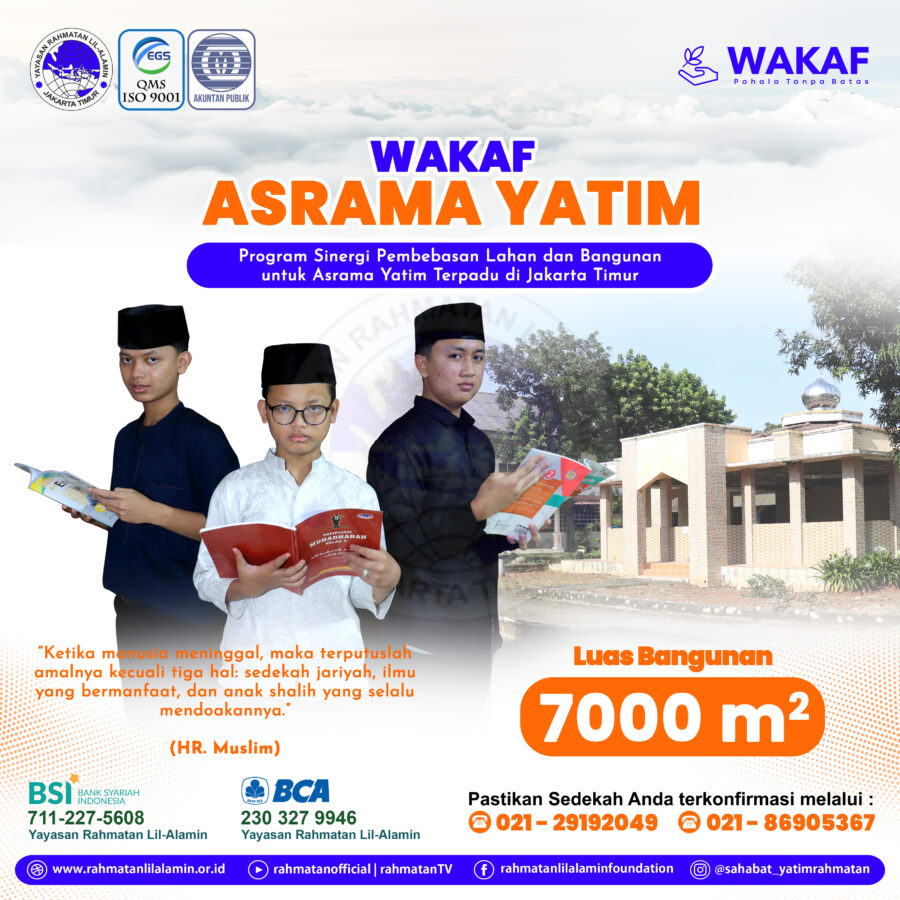 YAYASAN RAHMATAN LIL-ALAMIN
JAKARTA TIMUR
EGS
QMS
ISO 9001
AKUNTAN PUBLIK
WAKAF
Pahala Tanpa Batas
WAKAF
ASRAMA YATIM
Program Sinergi Pembebasan Lahan dan Bangunan
untuk Asrama Yatim Terpadu di Jakarta Timur
PANDUAN
MUHADHARAH
"Ketika manusia meninggal, maka terputuslah
amalnya kecuali tiga hal: sedekah jariyah, ilmu
yang bermanfaat, dan anak shalih yang selalu
mendoakannya."
(HR. Muslim)
Luas Bangunan
7000 m²
BSI BANK SYARIAH
INDONESIA
711-227-5608
Yayasan Rahmatan Lil-Alamin
BCA
230 327 9946
Yayasan Rahmatan Lil-Alamin
Pastikan Sedekah Anda terkonfirmasi melalui :
021 – 29192049 021 – 86905367
www.rahmatanlilalamin.or.id rahmatanofficial | rahmatanTV rahmatanlilalaminfoundation @sahabat_yatimrahmatan